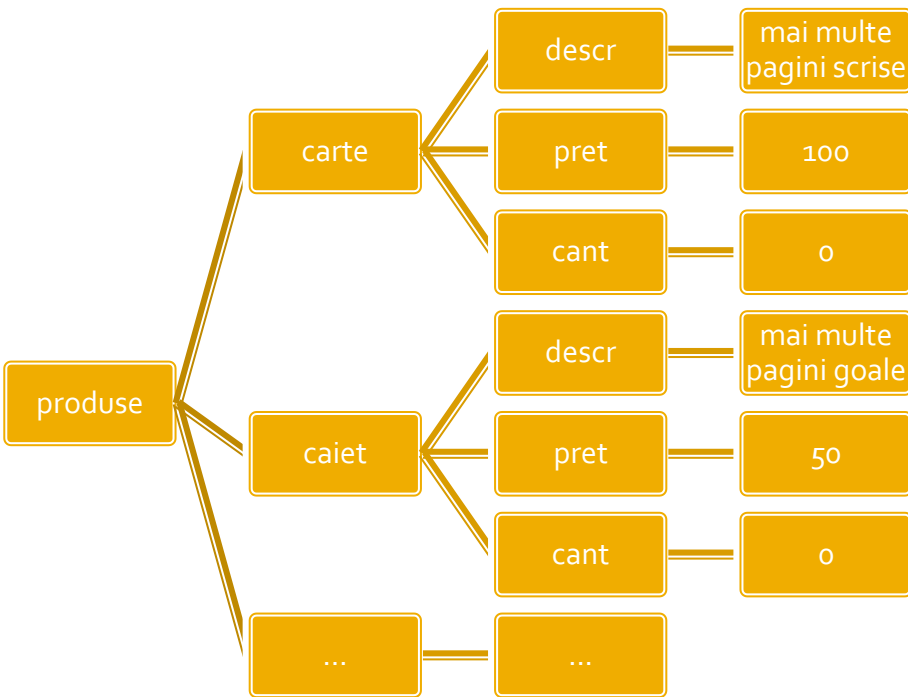 produse
carte
descr
mai multe
pagini scrise
pret
100
cant
0
caiet
descr
mai multe
pagini goale
pret
50
cant
0
...
...